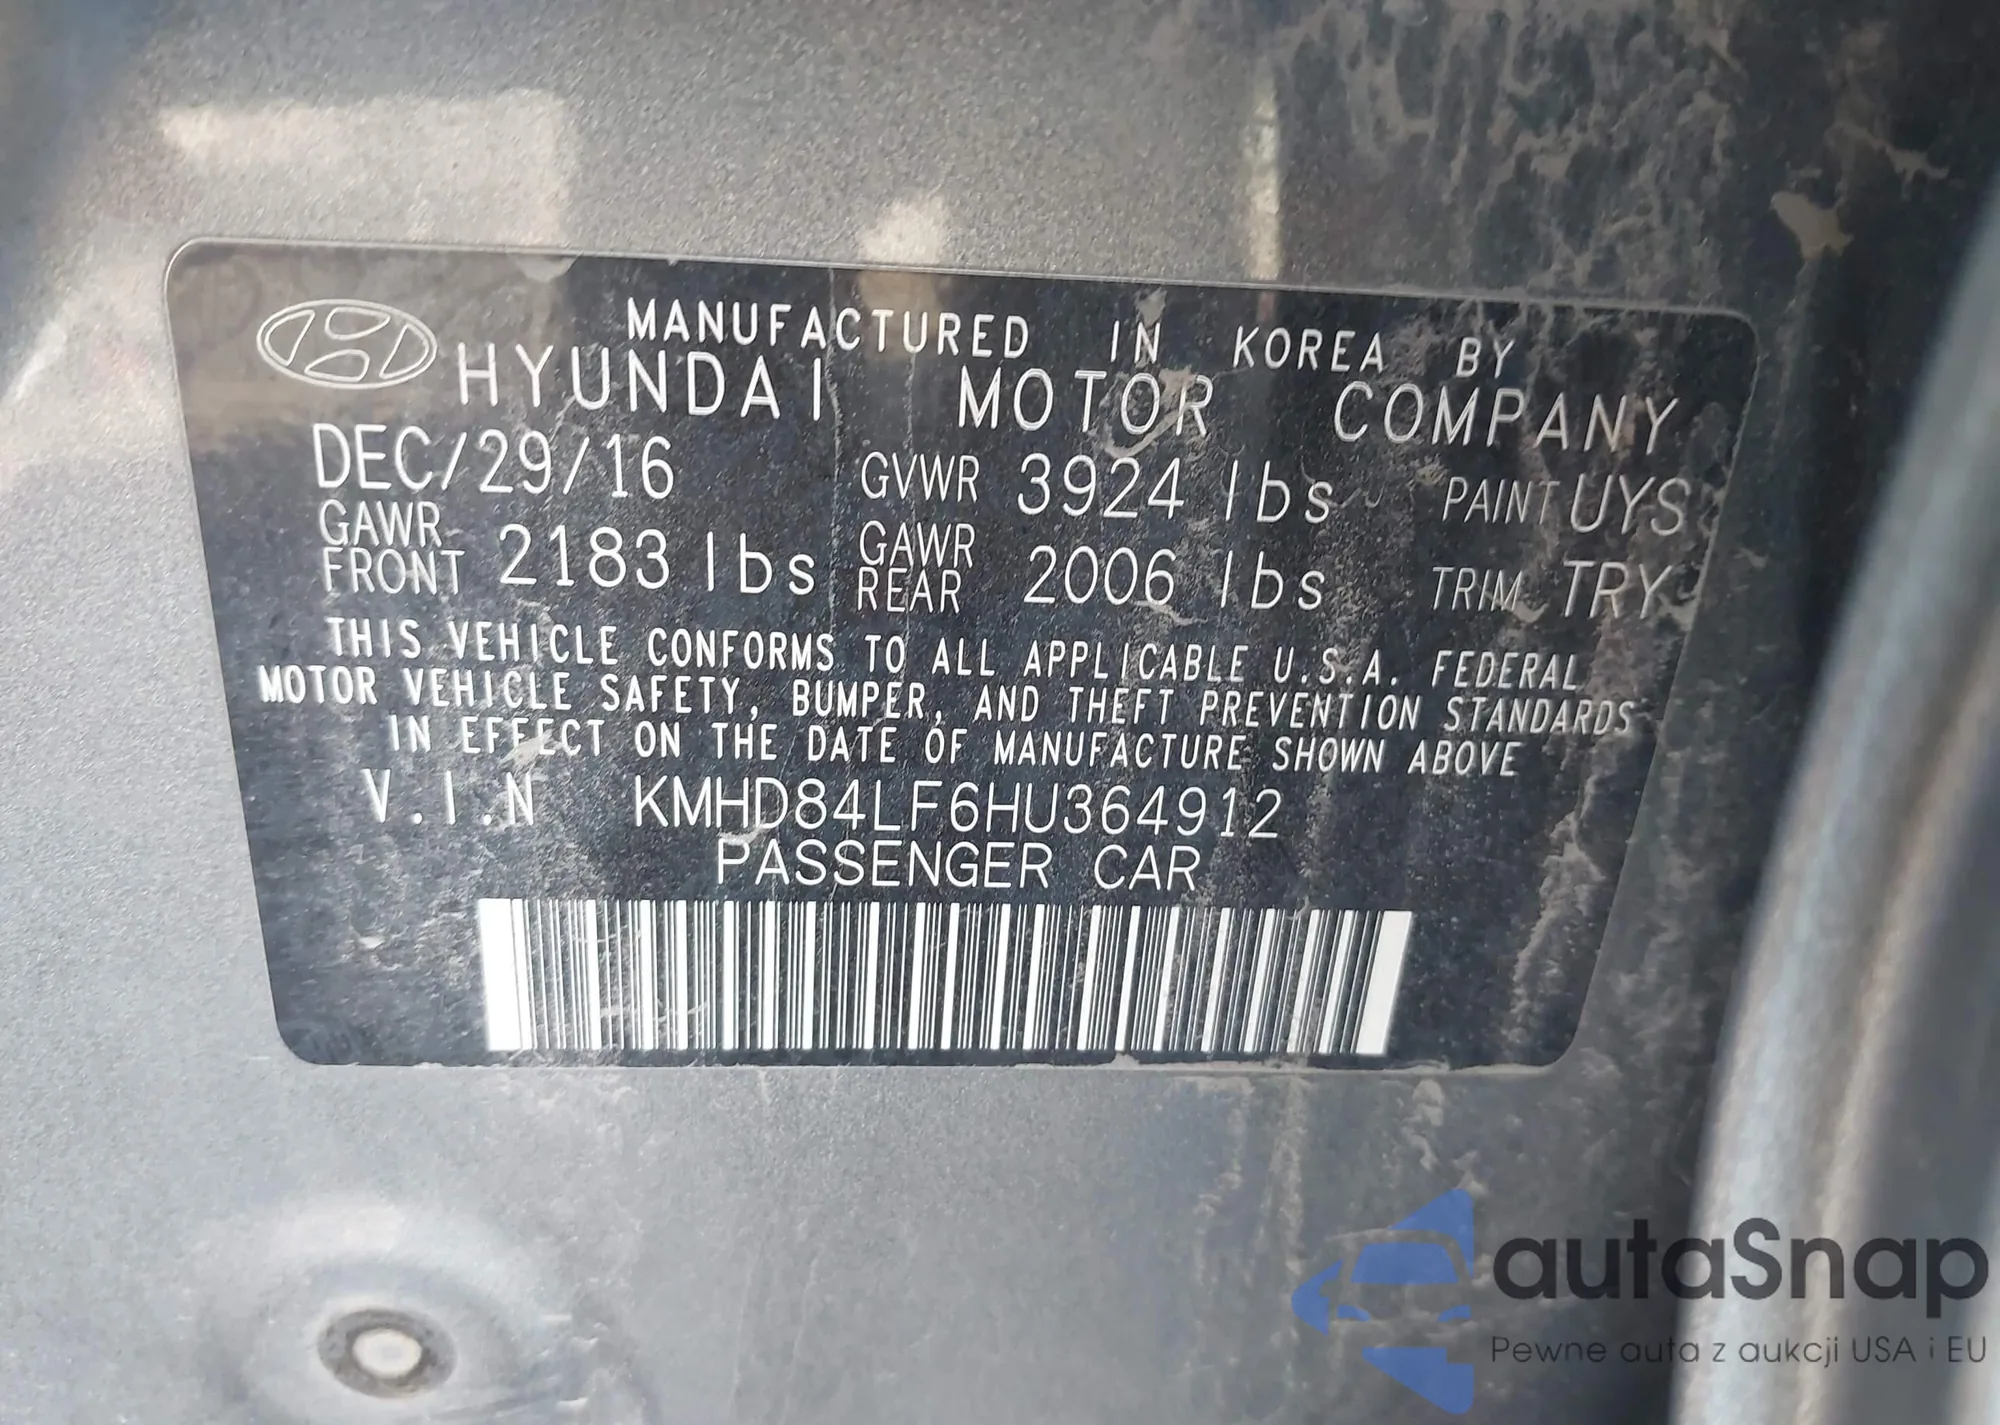 MANUFACTURED IN KOREA BY
HYUNDAI MOTOR COMPANY
DEC/29/16 GVWR 3924 lbs PAINT UYS
GAWR FRONT 2183 lbs GAWR REAR 2006 lbs TRIM TRY
THIS VEHICLE CONFORMS TO ALL APPLICABLE U.S.A. FEDERAL
MOTOR VEHICLE SAFETY, BUMPER, AND THEFT PREVENTION STANDARDS
IN EFFECT ON THE DATE OF MANUFACTURE SHOWN ABOVE
V.I.N KMHD84LF6HU364912
PASSENGER CAR
autaSnap
Pewne auta z aukcji USA i EU